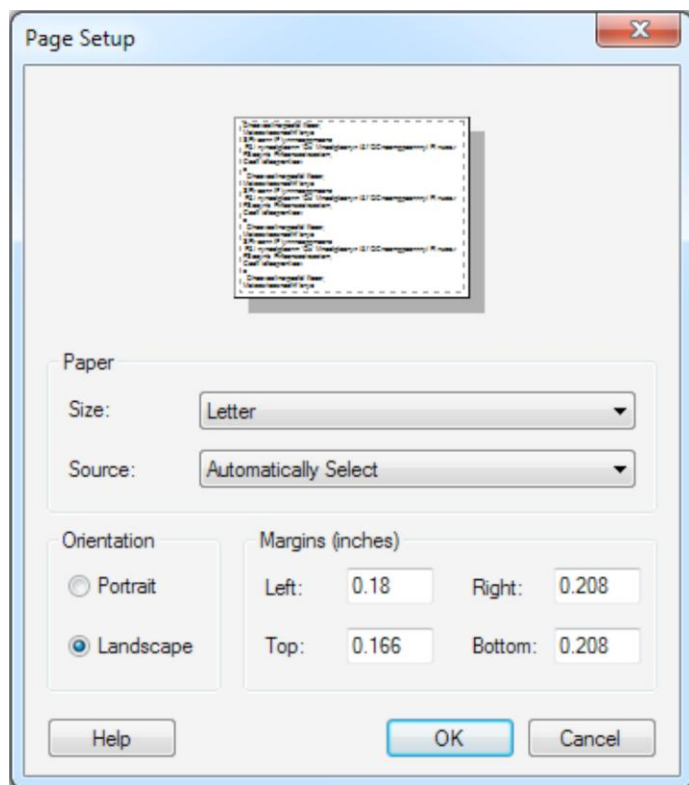 Page Setup
Paper
Size: Letter
Source: Automatically Select
Orientation
Portrait
Landscape
Margins (inches)
Left: 0.18 Right: 0.208
Top: 0.166 Bottom: 0.208
Help OK Cancel